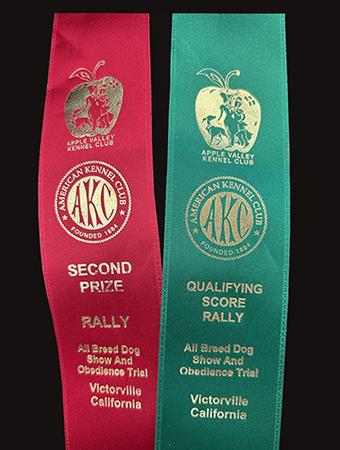 APPLE VALLEY
KENNEL CLUB
AMERICAN KENNEL CLUB
AKC
FOUNDED 1884
SECOND
PRIZE
RALLY
All Breed Dog
Show And
Obedience Trial
Victorville
California
APPLE VALLEY
KENNEL CLUB
AMERICAN KENNEL CLUB
AKC
FOUNDED 1884
QUALIFYING
SCORE
RALLY
All Breed Dog
Show And
Obedience Trial
Victorville
California